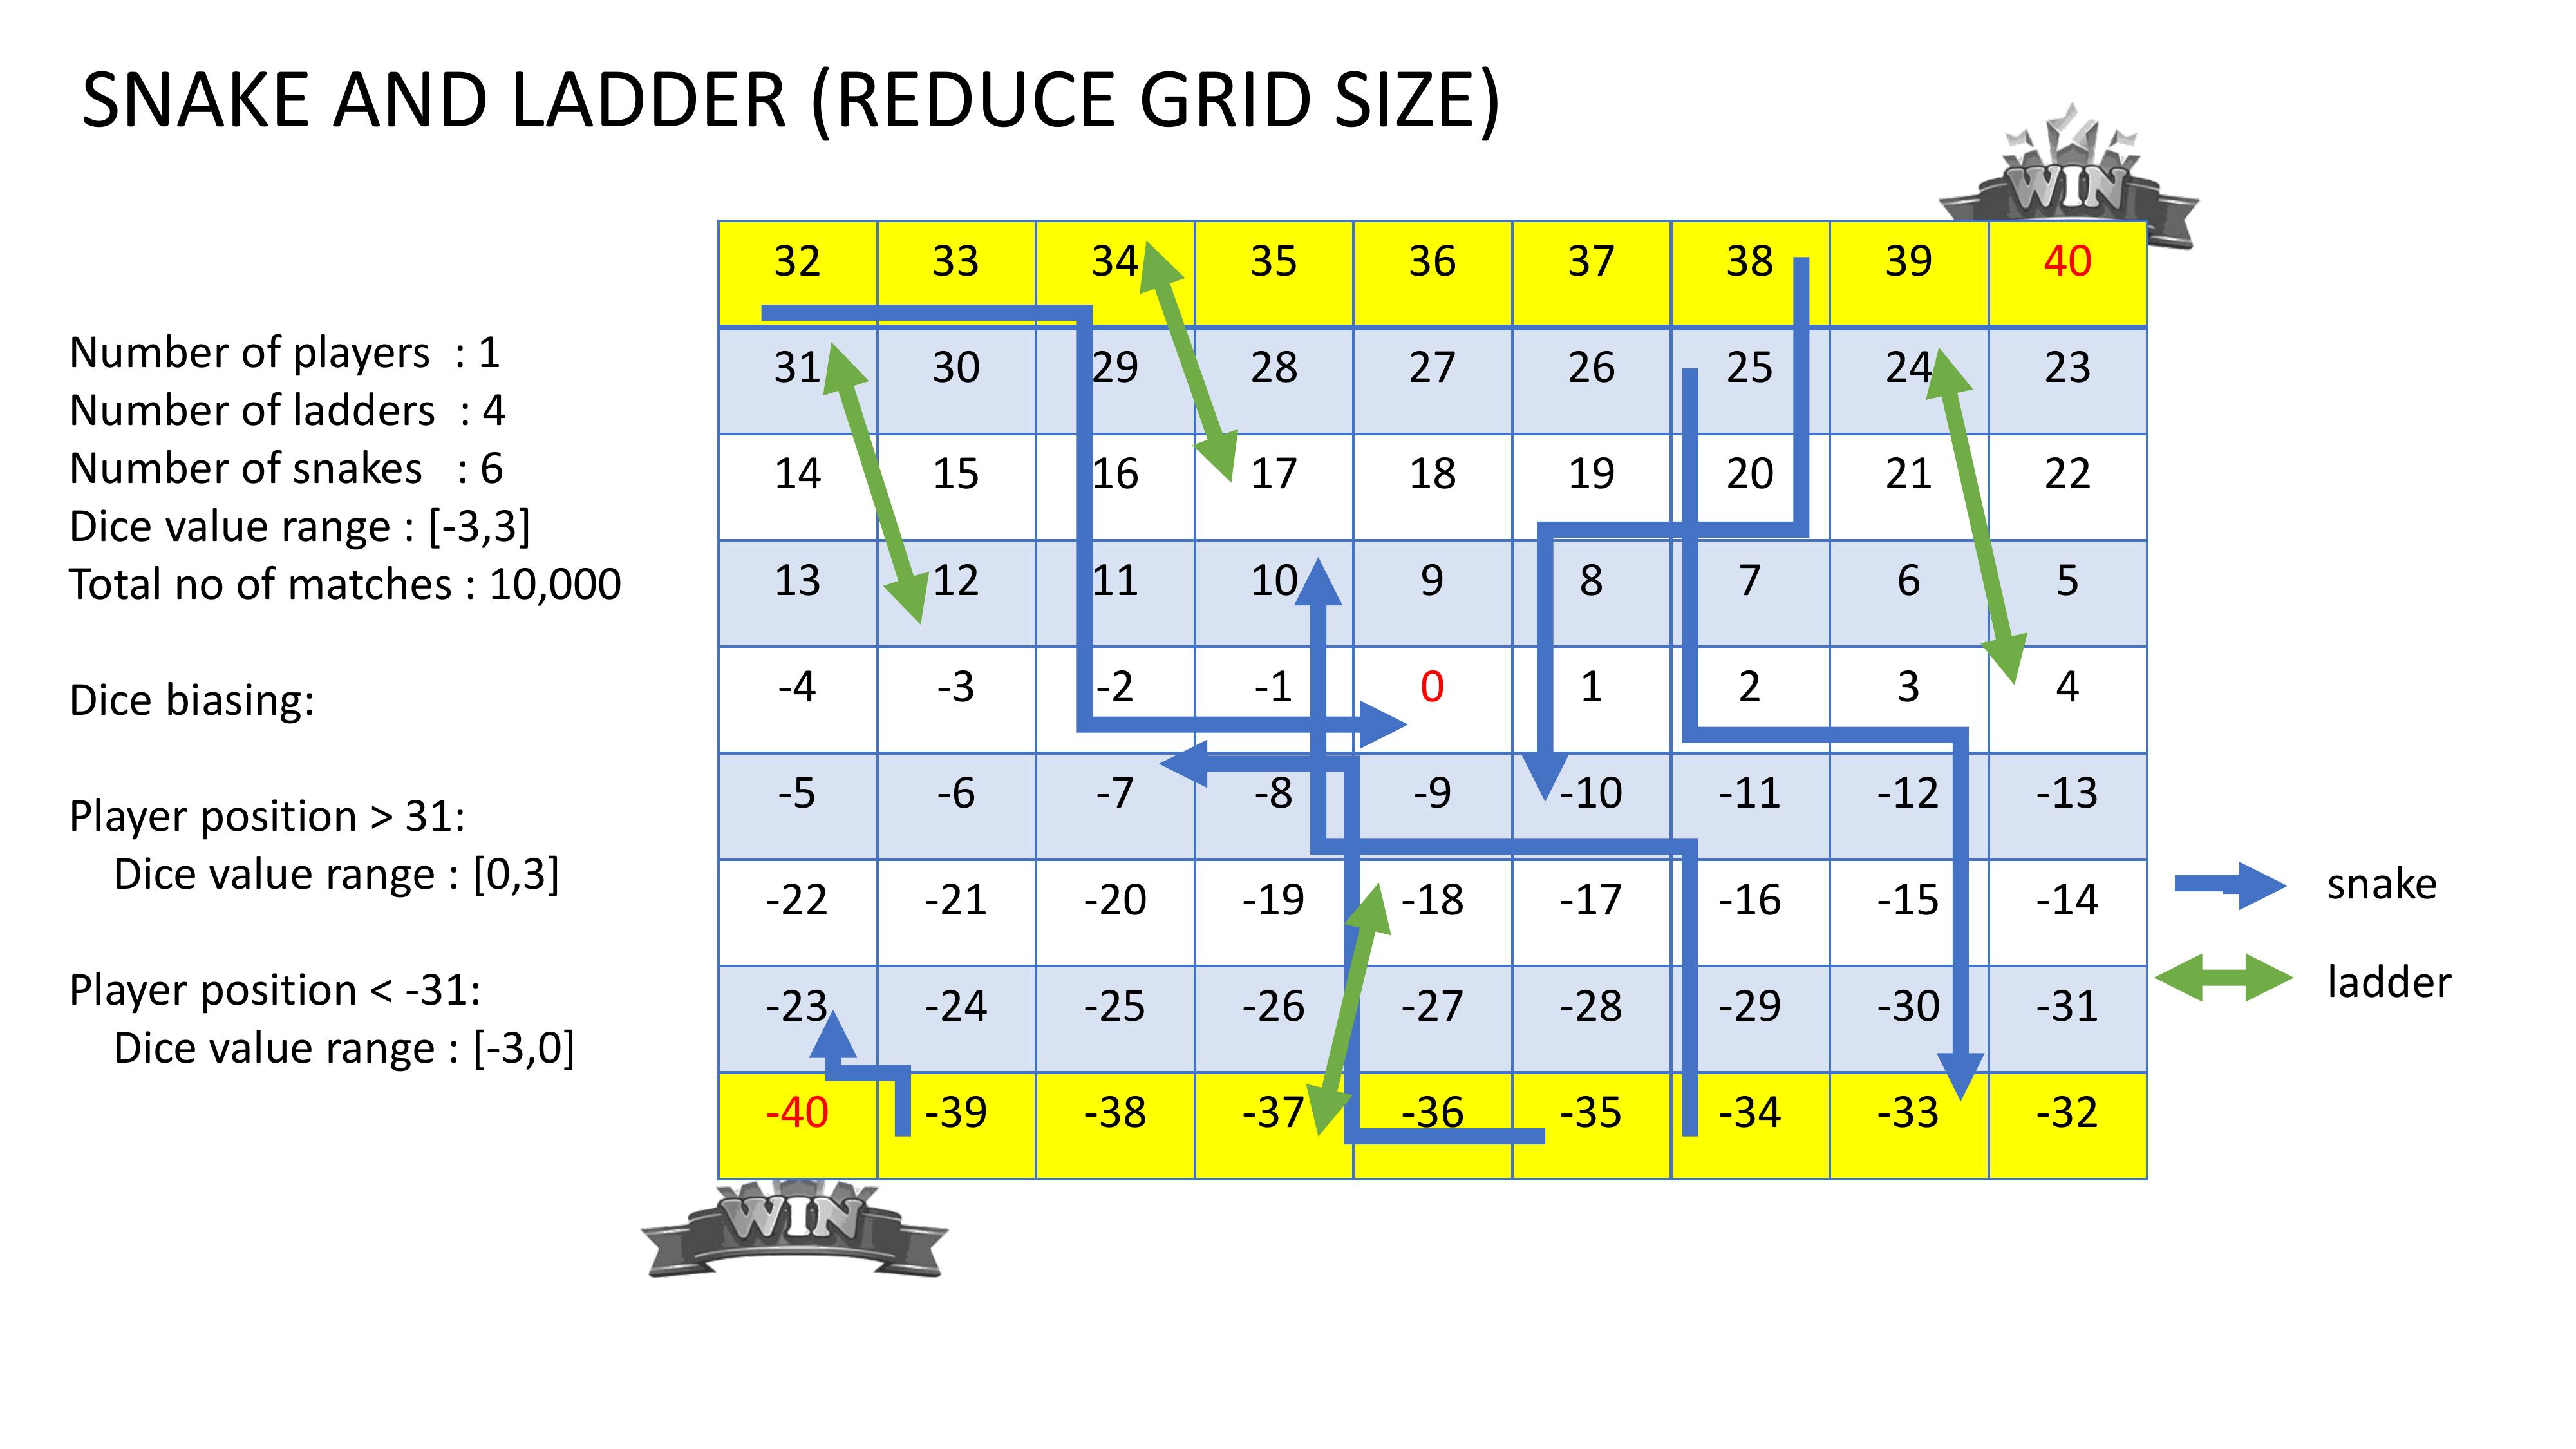 SNAKE AND LADDER (REDUCE GRID SIZE)
WIN
Number of players : 1
Number of ladders : 4
Number of snakes : 6
Dice value range : [-3,3]
Total no of matches : 10,000
Dice biasing:
Player position > 31:
Dice value range : [0,3]
Player position < -31:
Dice value range : [-3,0]
32 33 34 35 36 37 38 39 40
31 30 29 28 27 26 25 24 23
14 15 16 17 18 19 20 21 22
13 12 11 10 9 8 7 6 5
-4 -3 -2 -1 0 1 2 3 4
-5 -6 -7 -8 -9 -10 -11 -12 -13
-22 -21 -20 -19 -18 -17 -16 -15 -14
-23 -24 -25 -26 -27 -28 -29 -30 -31
-40 -39 -38 -37 -36 -35 -34 -33 -32
snake
ladder
WIN